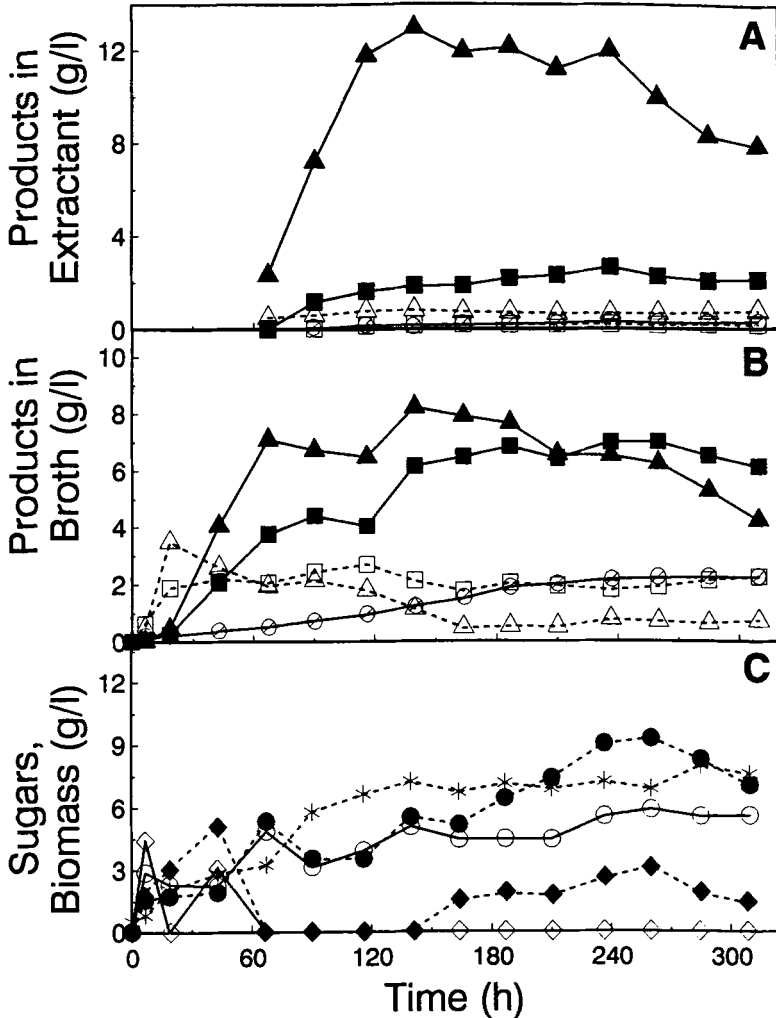 A
Products in
Extractant (g/l)
12
8
4
0
B
Products in
Broth (g/l)
10
8
6
4
2
0
C
Sugars,
Biomass (g/l)
12
9
6
3
0
0 60 120 180 240 300
Time (h)